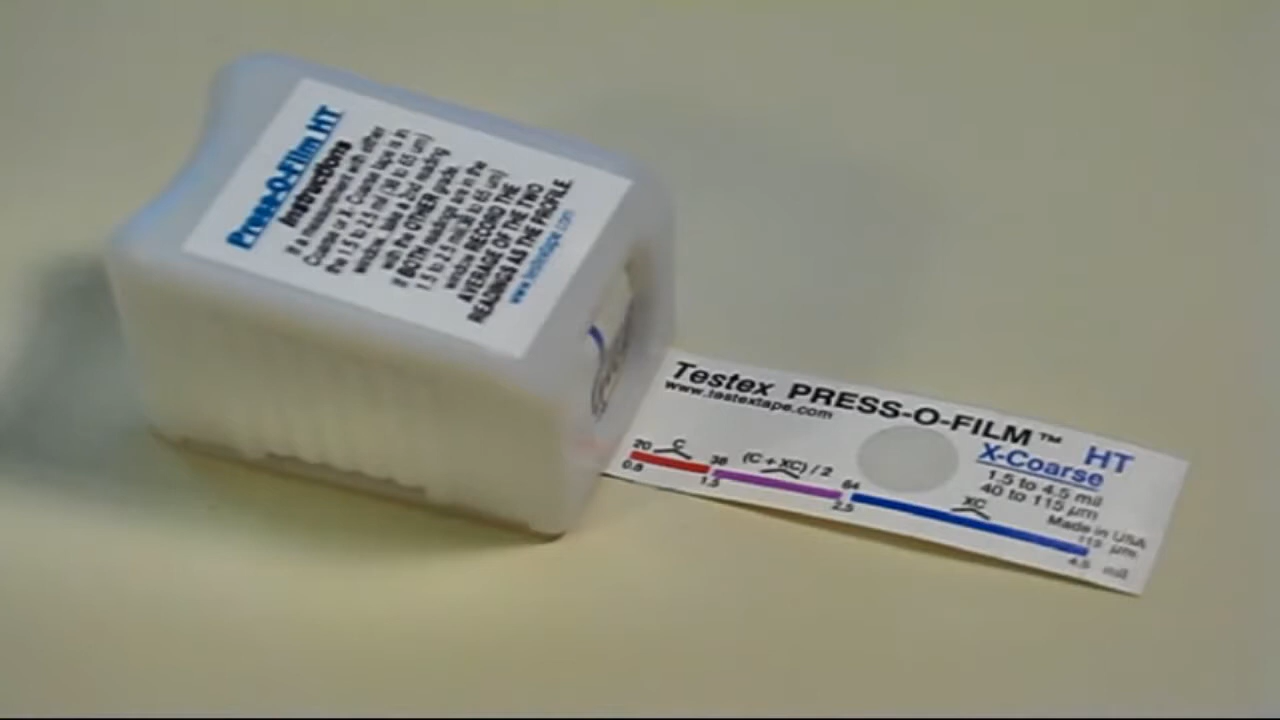 Press-O-Film HT
Instructions
If a measurement with either
Coarse or X. Coarse tape is in
the 1.5 to 2.5 mil (38 to 65 um)
window, take a 2nd reading
with the OTHER grade.
If BOTH readings are in the
1.5 to 2.5 mil(38 to 65 um)
window RECORD THE
AVERAGE OF THE TWO
READINGS AS THE PROFILE.
www.testextape.com
Testex PRESS-O-FILM™ HT
www.testextape.com
X-Coarse
1.5 to 4.5 mil
40 to 115 µm
Made in USA
20 C 38 (C + XC) / 2 64 XC 115 µm
0.8 1.5 2.5 4.5 mil